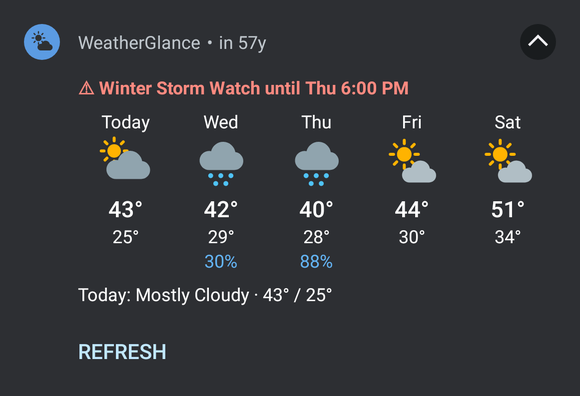 WeatherGlance • in 57y
⚠ Winter Storm Watch until Thu 6:00 PM
Today Wed Thu Fri Sat
43° 42° 40° 44° 51°
25° 29° 28° 30° 34°
30% 88%
Today: Mostly Cloudy · 43° / 25°
REFRESH